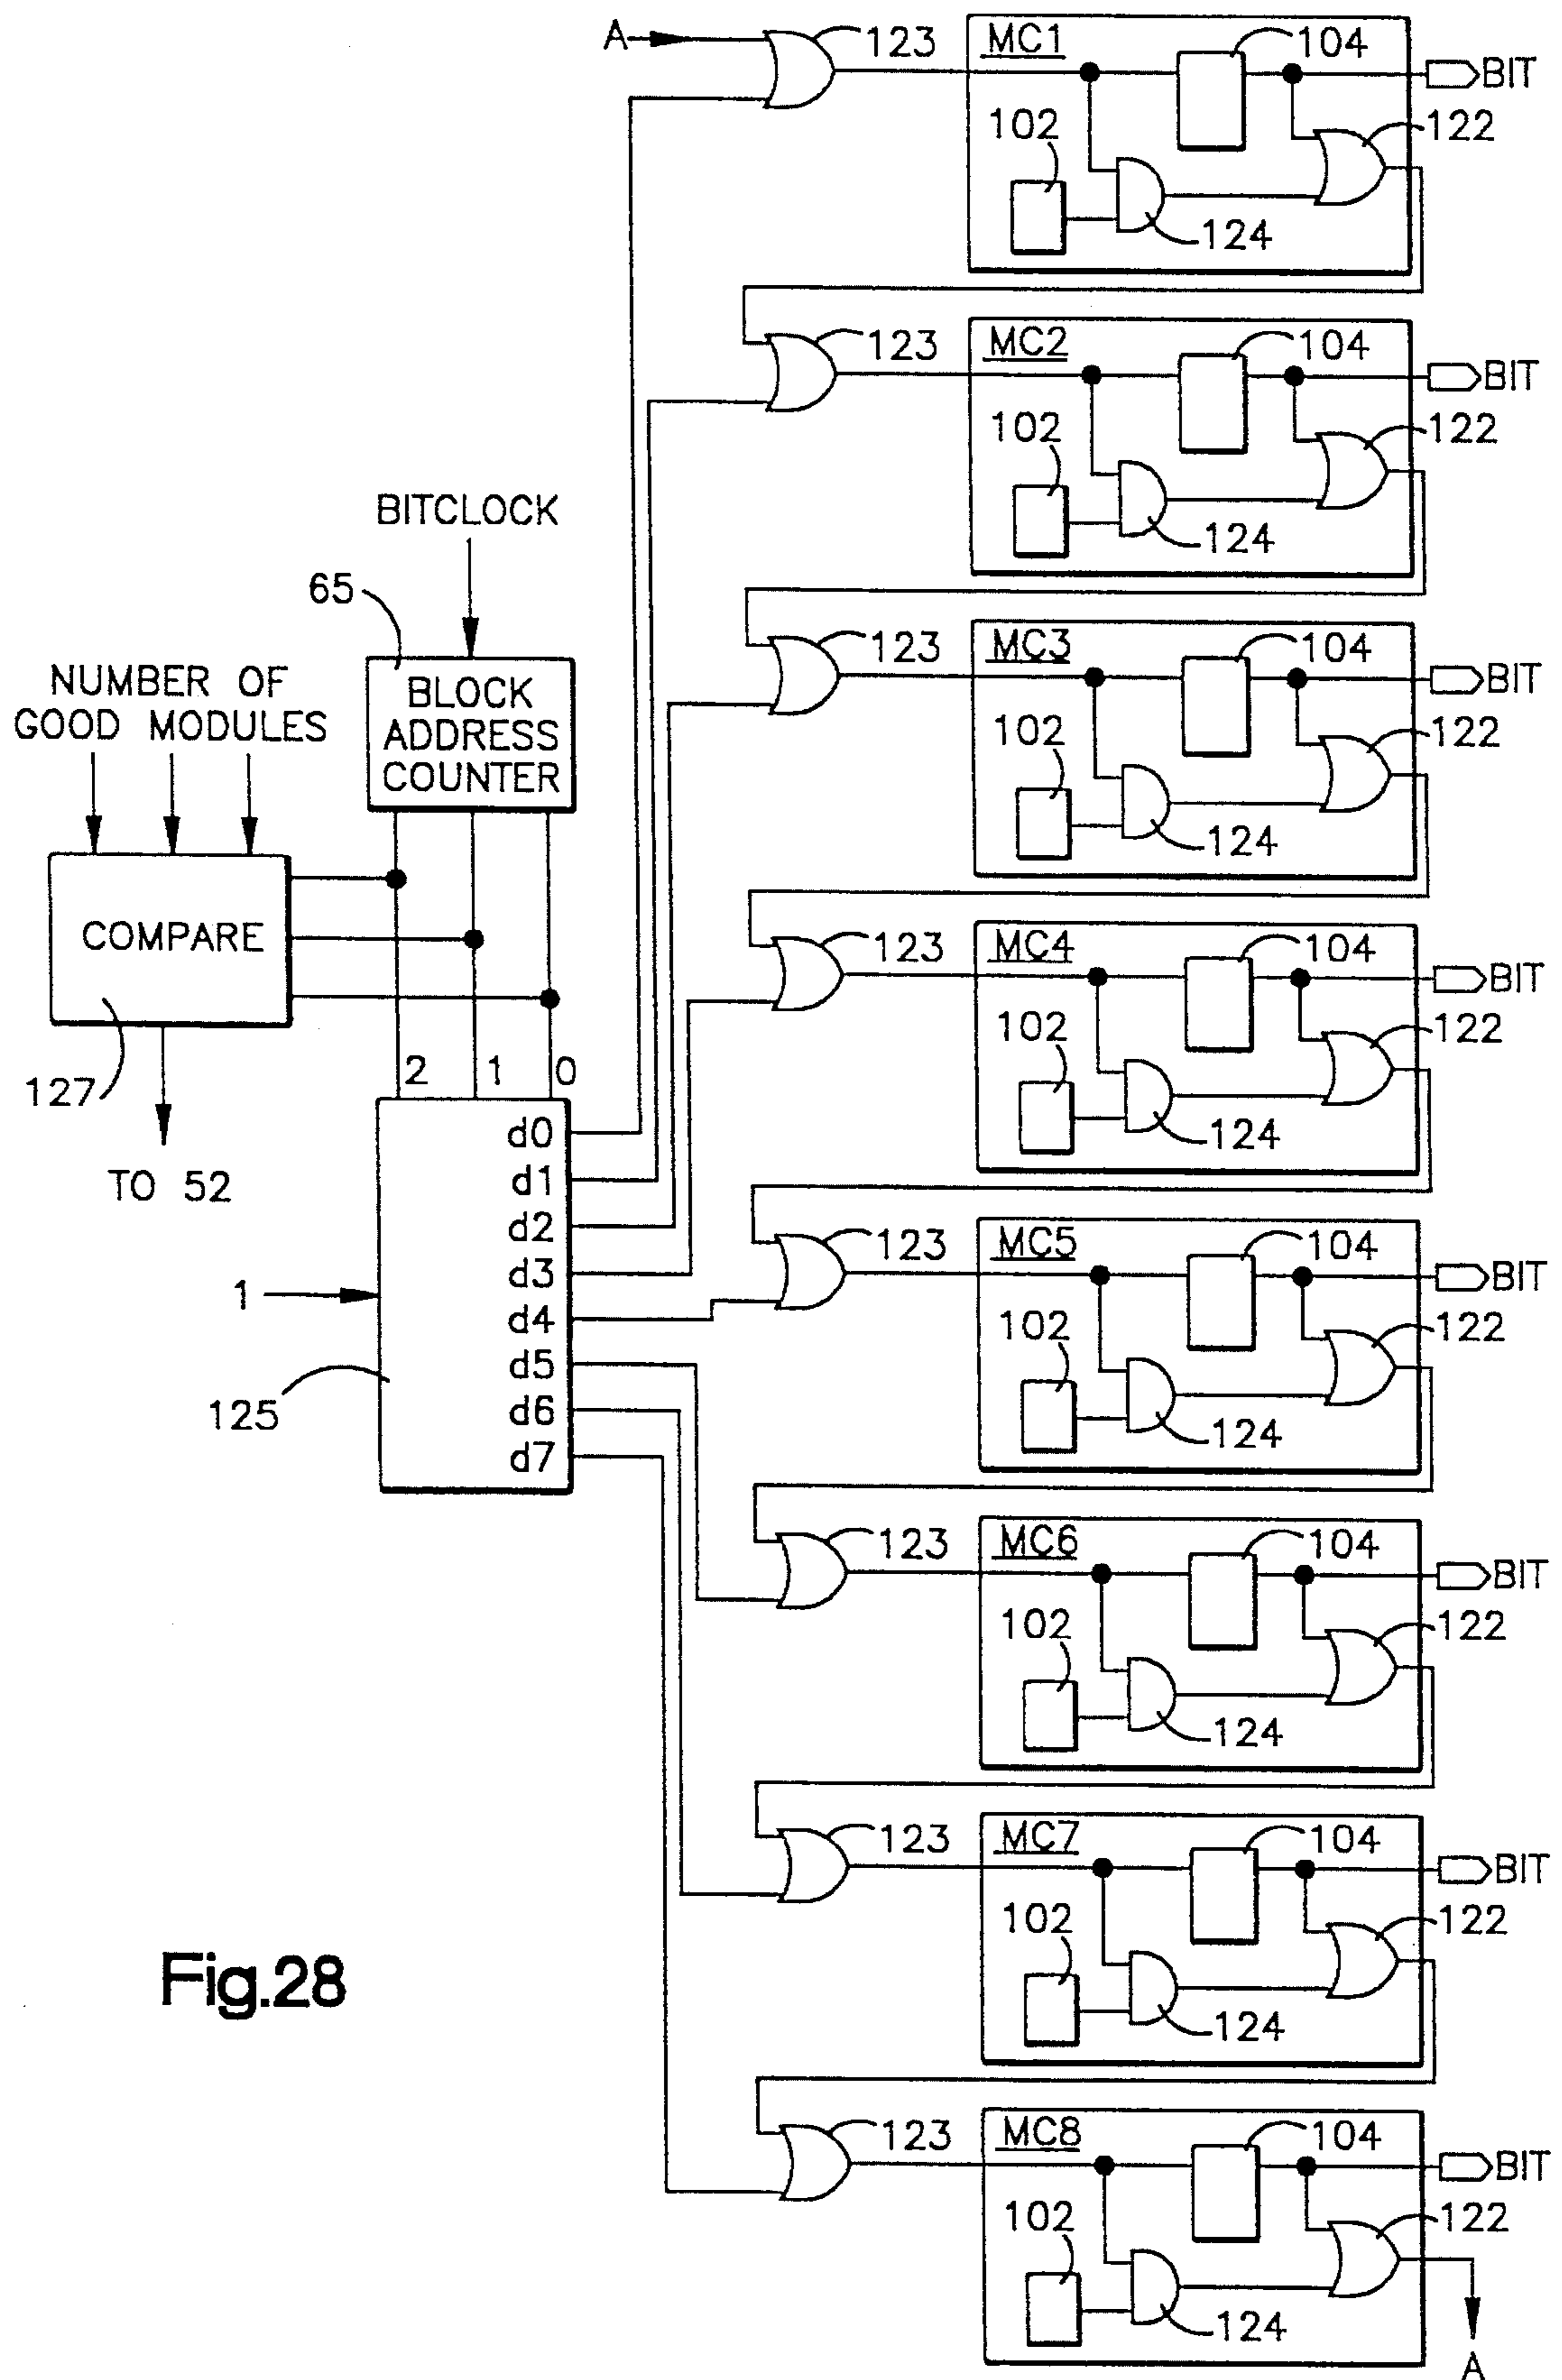 A
123
MC1
104
BIT
102
122
124
123
MC2
104
BIT
102
122
124
BITCLOCK
65
BLOCK
ADDRESS
COUNTER
NUMBER OF
GOOD MODULES
123
MC3
104
BIT
102
122
124
COMPARE
127
TO 52
2 1 0
123
MC4
104
BIT
102
122
124
d0
d1
d2
d3
d4
d5
d6
d7
1
125
123
MC5
104
BIT
102
122
124
123
MC6
104
BIT
102
122
124
123
MC7
104
BIT
102
122
124
Fig.28
123
MC8
104
BIT
102
122
124
A